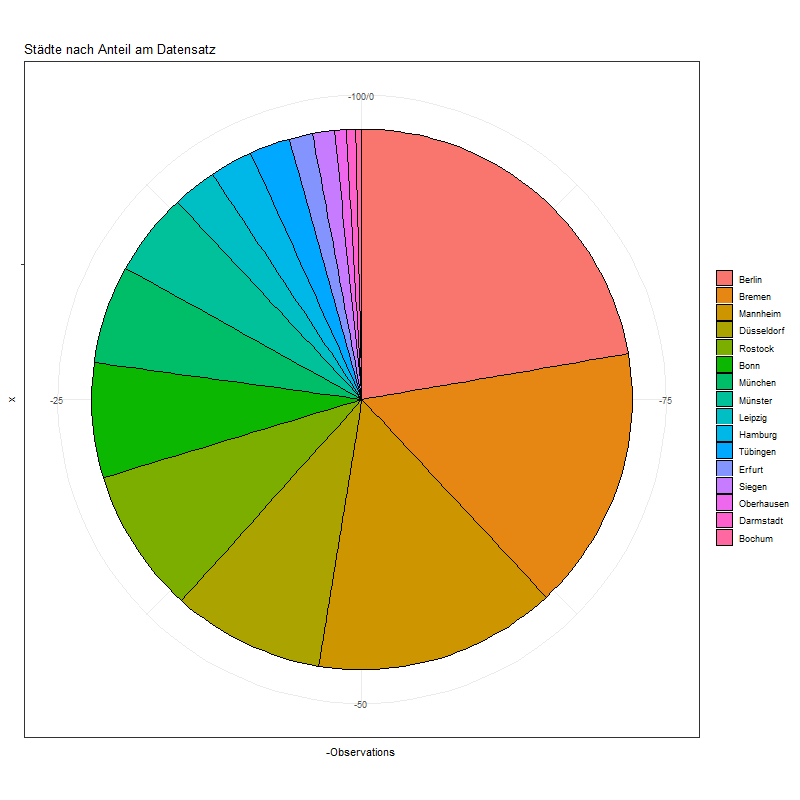 Städte nach Anteil am Datensatz
-100/0
-25
-75
-50
x
-Observations
Berlin
Bremen
Mannheim
Düsseldorf
Rostock
Bonn
München
Münster
Leipzig
Hamburg
Tübingen
Erfurt
Siegen
Oberhausen
Darmstadt
Bochum